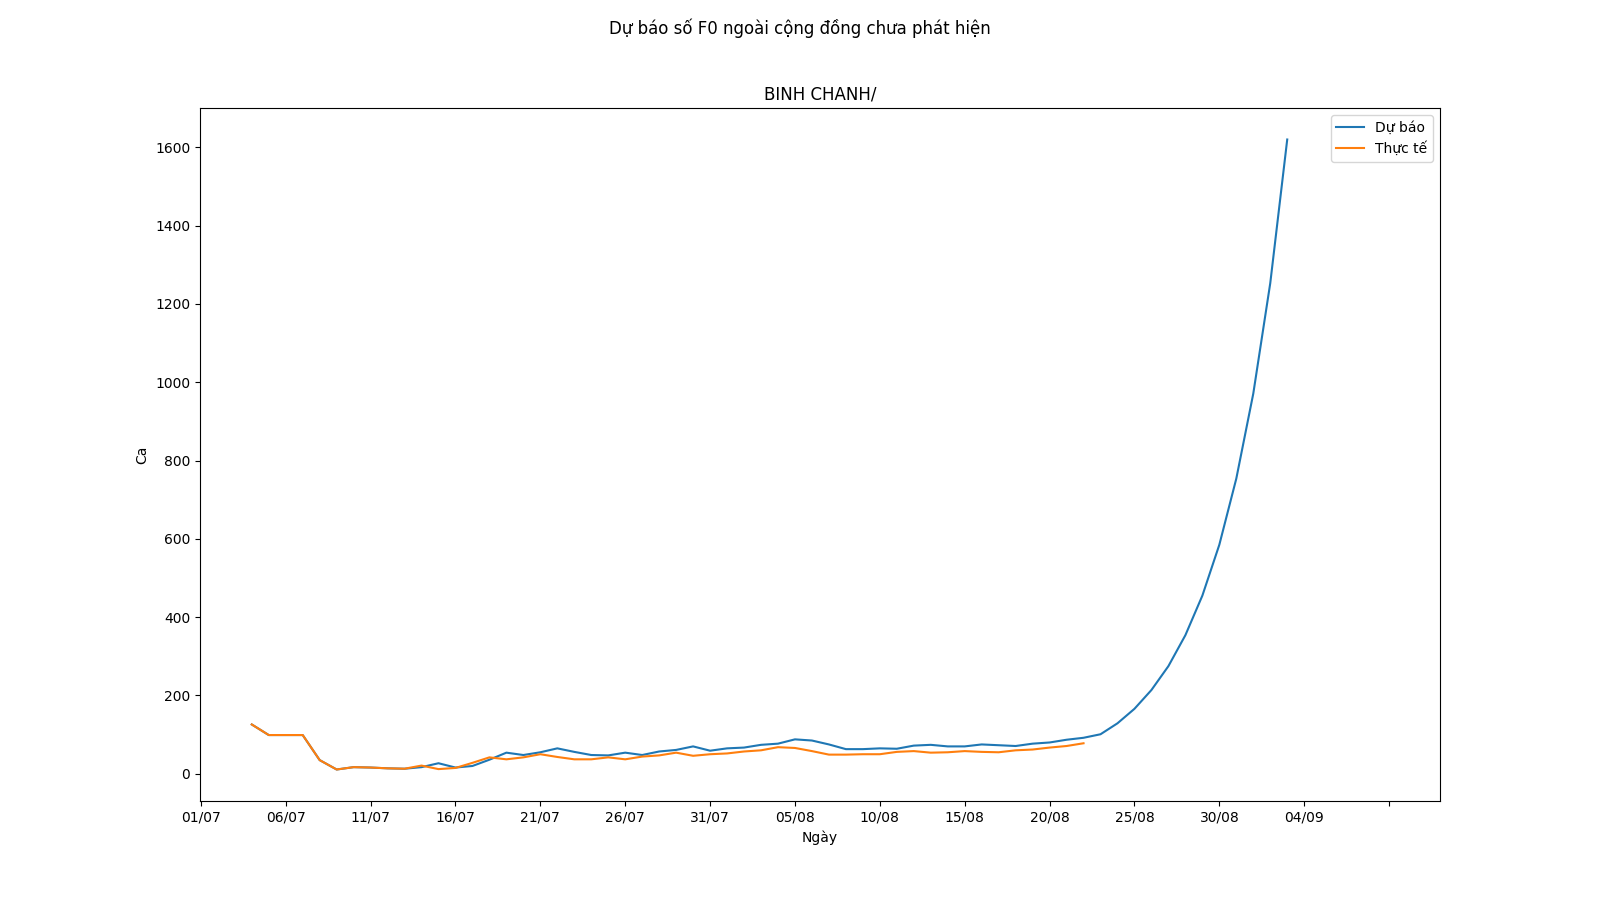 Dự báo số F0 ngoài cộng đồng chưa phát hiện
BINH CHANH/
Dự báo
Thực tế
1600
1400
1200
1000
800
600
400
200
0
Ca
01/07 06/07 11/07 16/07 21/07 26/07 31/07 05/08 10/08 15/08 20/08 25/08 30/08 04/09
Ngày